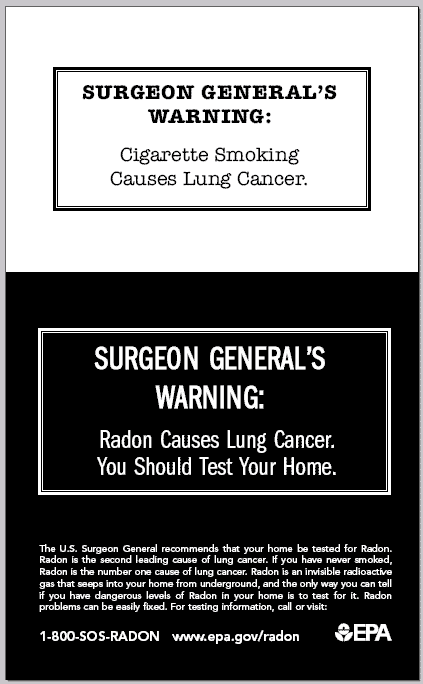 SURGEON GENERAL'S
WARNING:
Cigarette Smoking
Causes Lung Cancer.
SURGEON GENERAL'S
WARNING:
Radon Causes Lung Cancer.
You Should Test Your Home.
The U.S. Surgeon General recommends that your home be tested for Radon.
Radon is the second leading cause of lung cancer. If you have never smoked,
Radon is the number one cause of lung cancer. Radon is an invisible radioactive
gas that seeps into your home from underground, and the only way you can tell
if you have dangerous levels of Radon in your home is to test for it. Radon
problems can be easily fixed. For testing information, call or visit:
1-800-SOS-RADON www.epa.gov/radon EPA